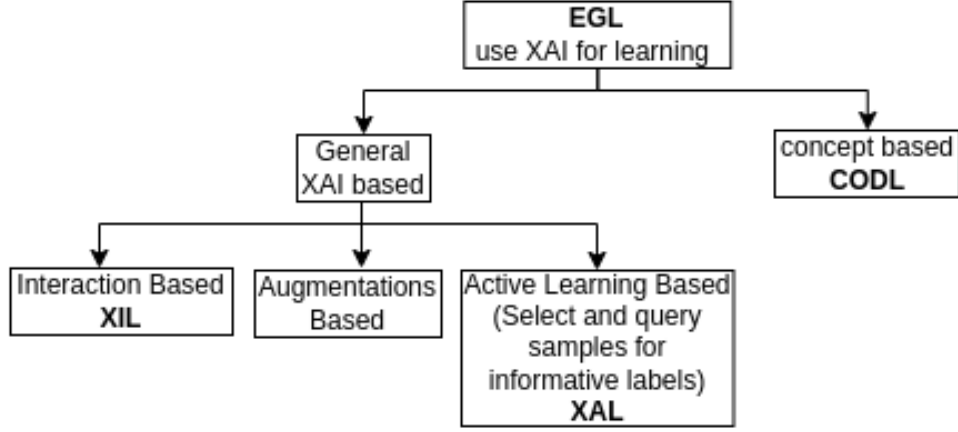 EGL
use XAI for learning
General
XAI based
concept based
CODL
Interaction Based
XIL
Augmentations
Based
Active Learning Based
(Select and query
samples for
informative labels)
XAL